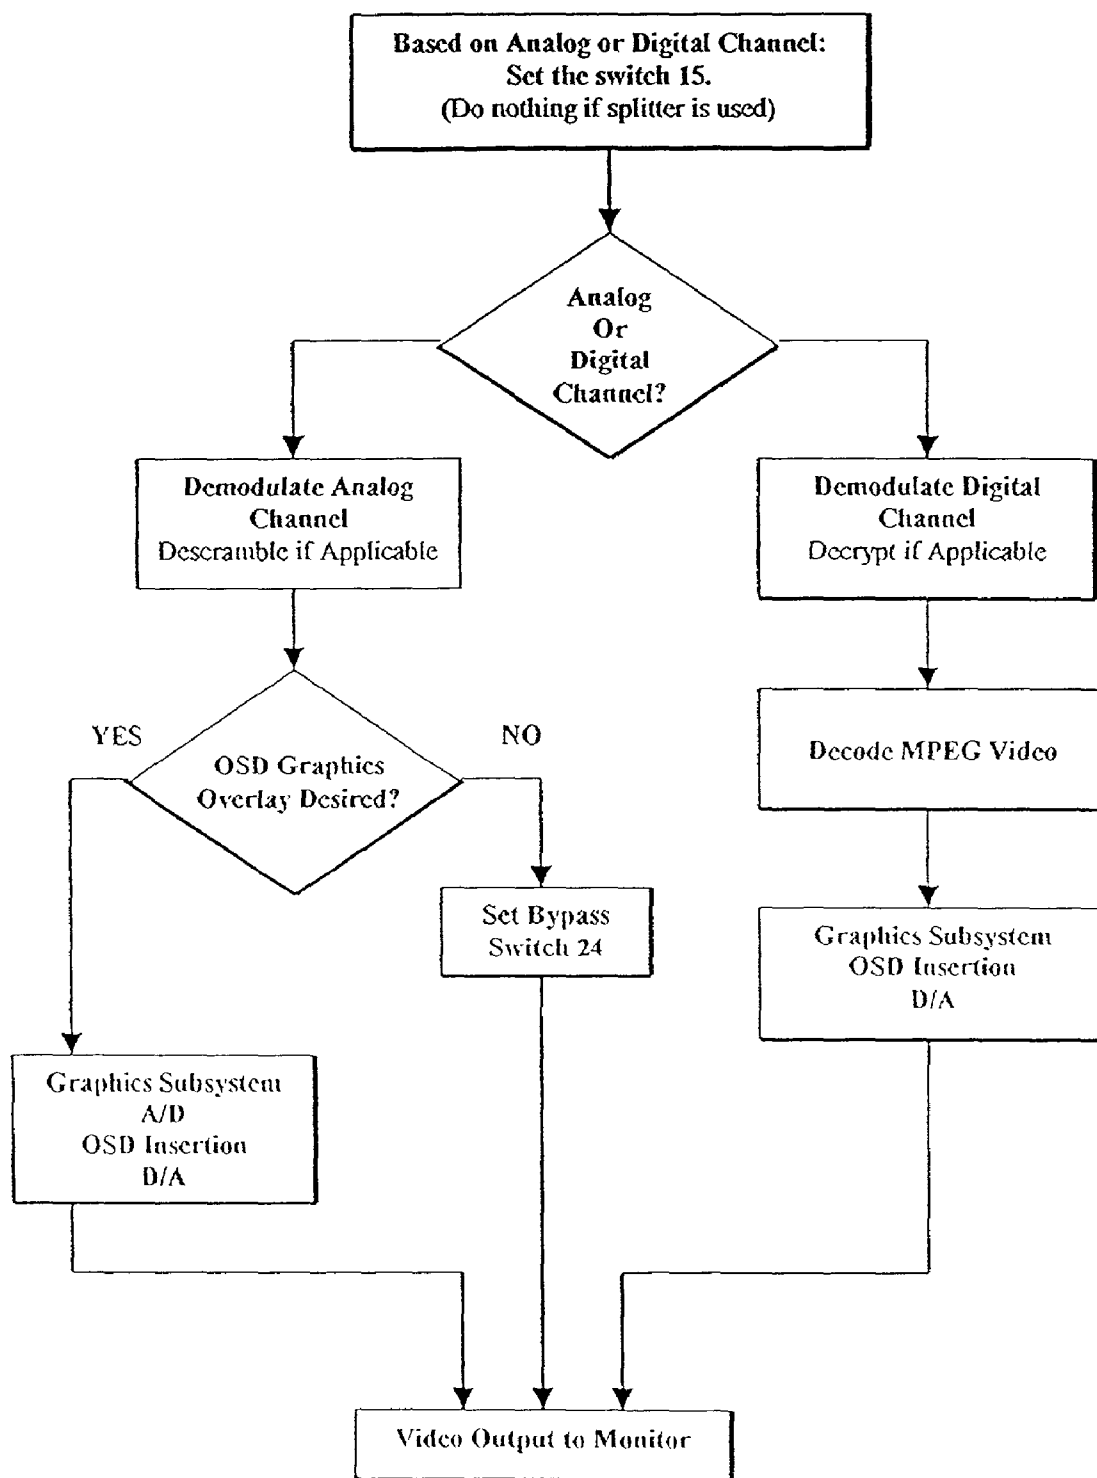 Based on Analog or Digital Channel:
Set the switch 15.
(Do nothing if splitter is used)
Analog
Or
Digital
Channel?
Demodulate Analog
Channel
Descramble if Applicable
Demodulate Digital
Channel
Decrypt if Applicable
YES
NO
OSD Graphics
Overlay Desired?
Decode MPEG Video
Set Bypass
Switch 24
Graphics Subsystem
OSD Insertion
D/A
Graphics Subsystem
A/D
OSD Insertion
D/A
Video Output to Monitor